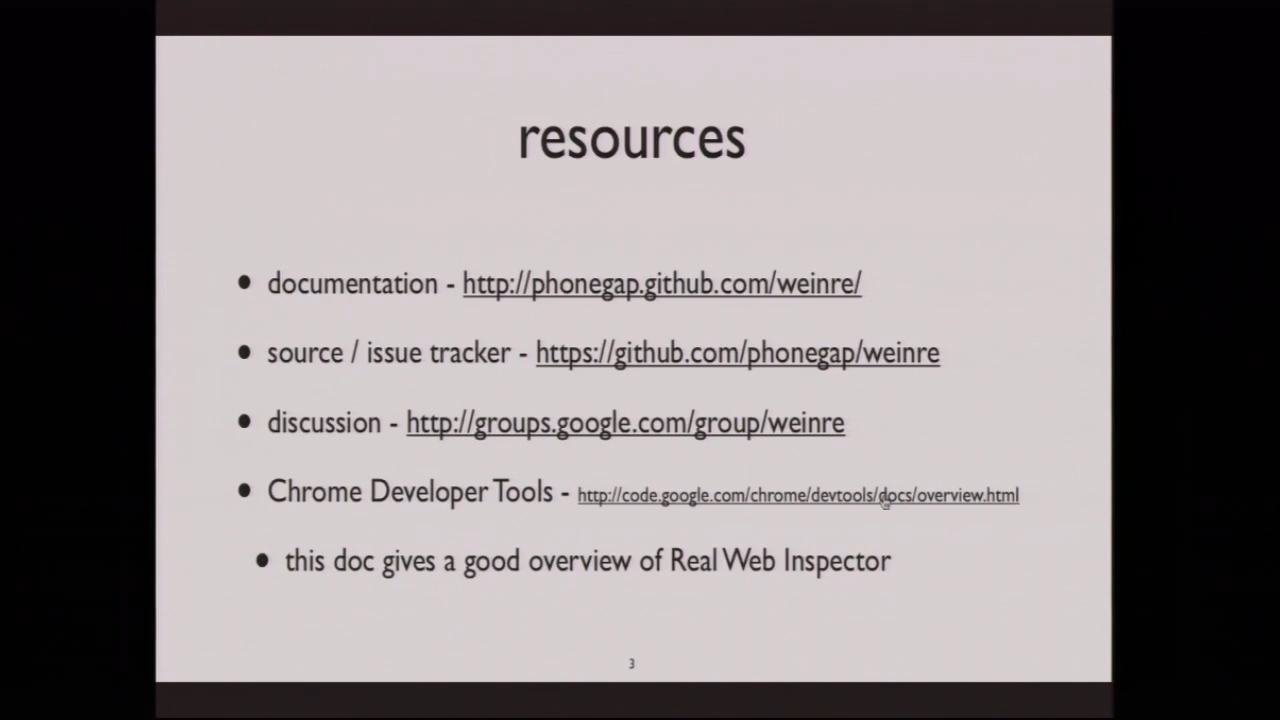 resources
• documentation - http://phonegap.github.com/weinre/
• source / issue tracker - https://github.com/phonegap/weinre
• discussion - http://groups.google.com/group/weinre
• Chrome Developer Tools - http://code.google.com/chrome/devtools/docs/overview.html
• this doc gives a good overview of Real Web Inspector
3